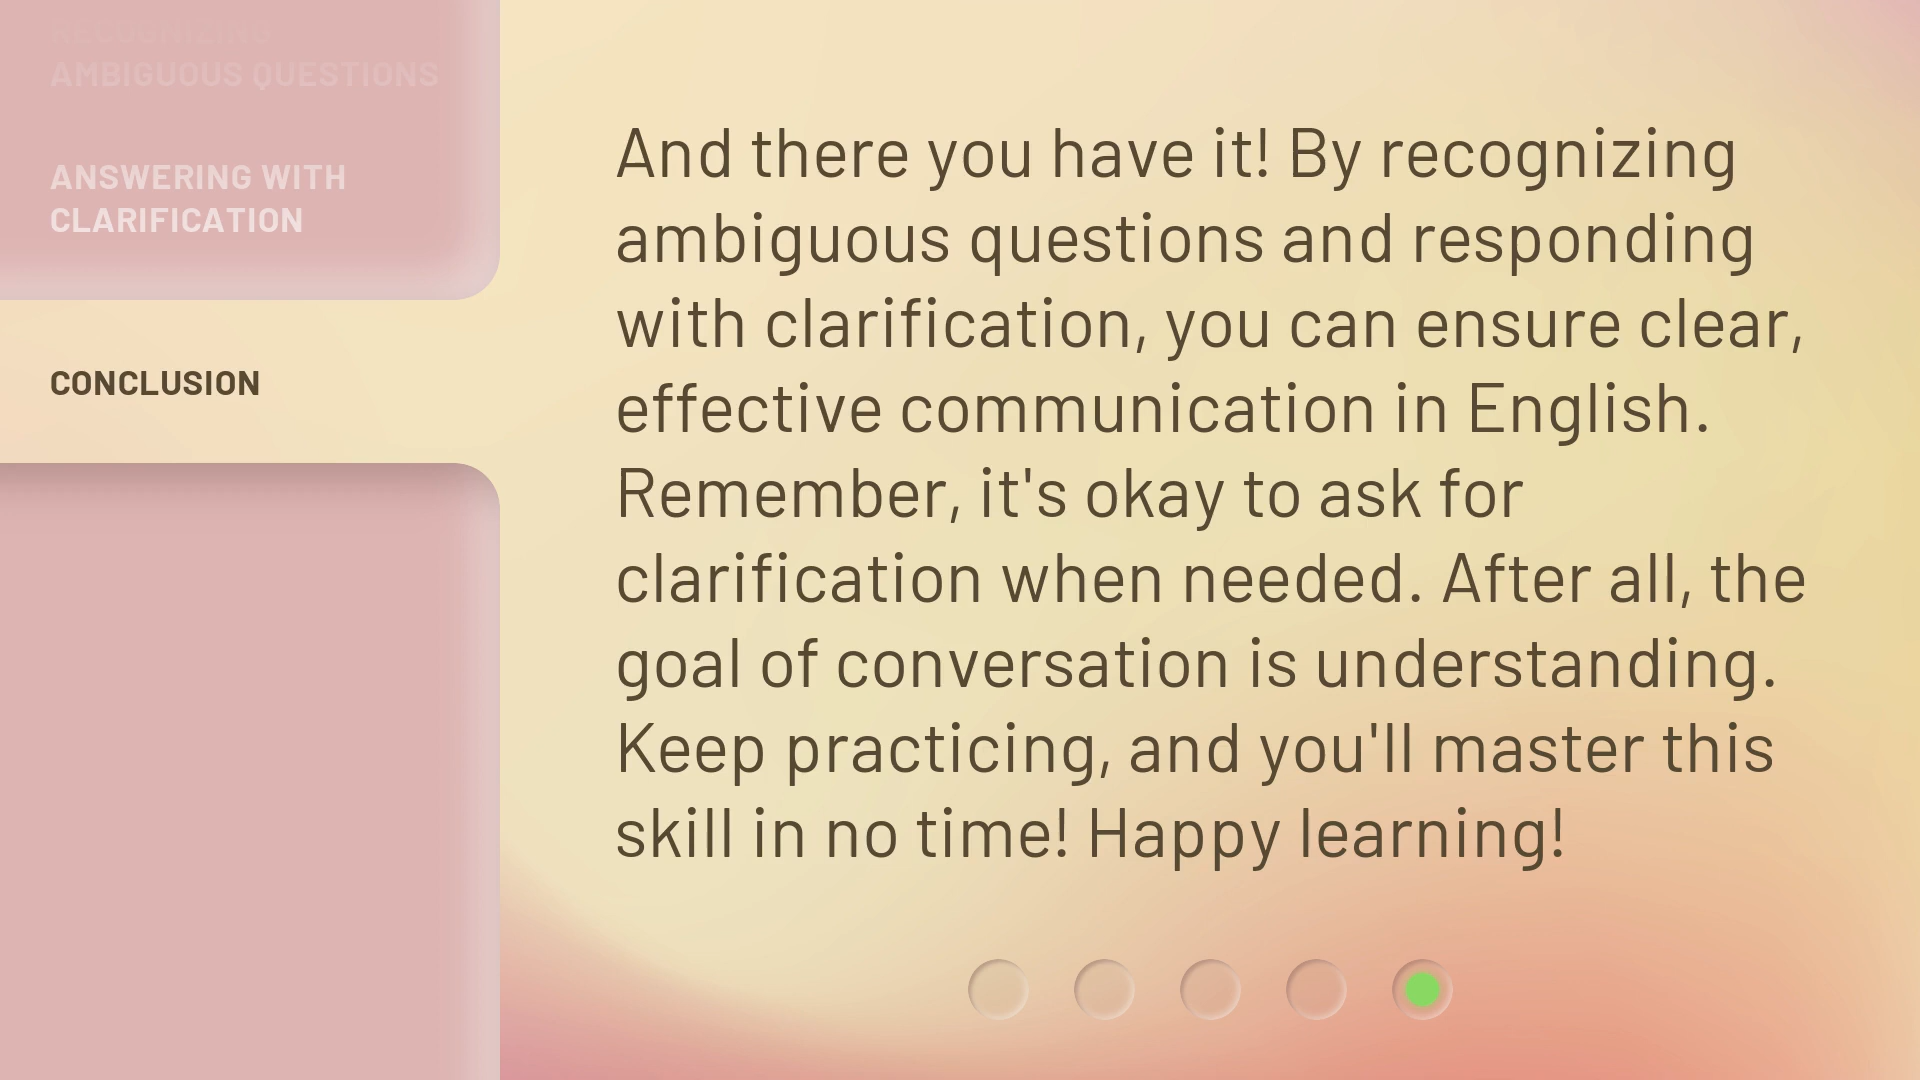 RECOGNIZING
AMBIGUOUS QUESTIONS
ANSWERING WITH
CLARIFICATION
CONCLUSION
And there you have it! By recognizing
ambiguous questions and responding
with clarification, you can ensure clear,
effective communication in English.
Remember, it's okay to ask for
clarification when needed. After all, the
goal of conversation is understanding.
Keep practicing, and you'll master this
skill in no time! Happy learning!